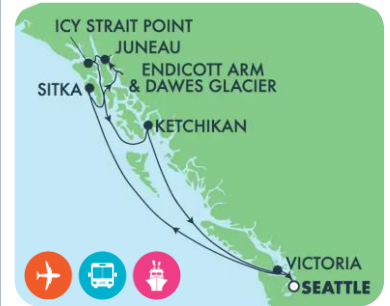 ICY STRAIT POINT
JUNEAU
ENDICOTT ARM
& DAWES GLACIER
SITKA
KETCHIKAN
VICTORIA
SEATTLE